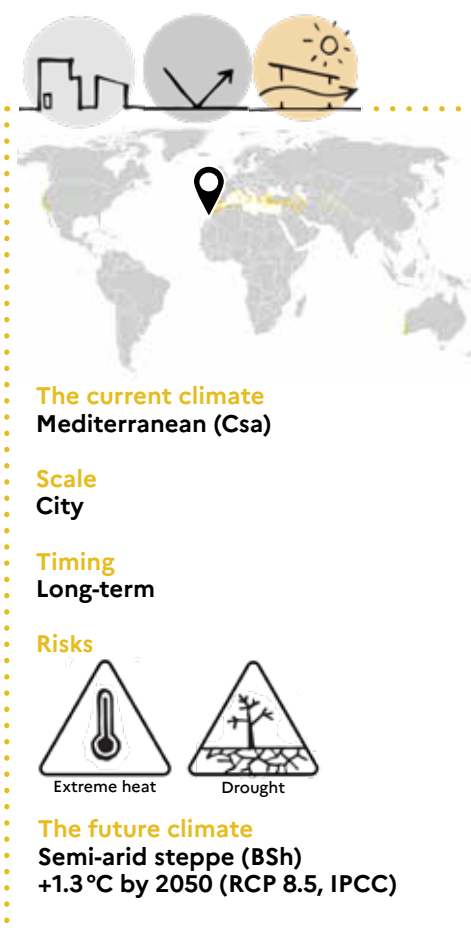 The current climate
Mediterranean (Csa)
Scale
City
Timing
Long-term
Risks
Extreme heat
Drought
The future climate
Semi-arid steppe (BSh)
+1.3°C by 2050 (RCP 8.5, IPCC)